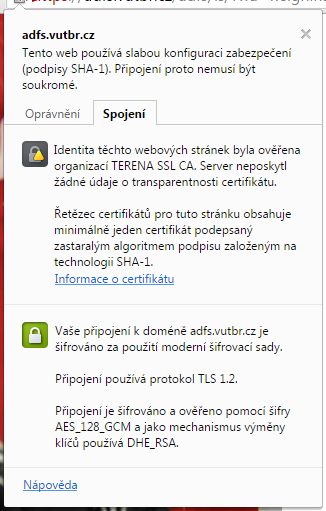 adfs.vutbr.cz
Tento web používá slabou konfiguraci zabezpečení
(podpisy SHA-1). Připojení proto nemusí být
soukromé.
Oprávnění Spojení
Identita těchto webových stránek byla ověřena
organizací TERENA SSL CA. Server neposkytl
žádné údaje o transparentnosti certifikátu.
Řetězec certifikátů pro tuto stránku obsahuje
minimálně jeden certifikát podepsaný
zastaralým algoritmem podpisu založeným na
technologii SHA-1.
Informace o certifikátu
Vaše připojení k doméně adfs.vutbr.cz je
šifrováno za použití moderní šifrovací sady.
Připojení používá protokol TLS 1.2.
Připojení je šifrováno a ověřeno pomocí šifry
AES_128_GCM a jako mechanismus výměny
klíčů používá DHE_RSA.
Nápověda